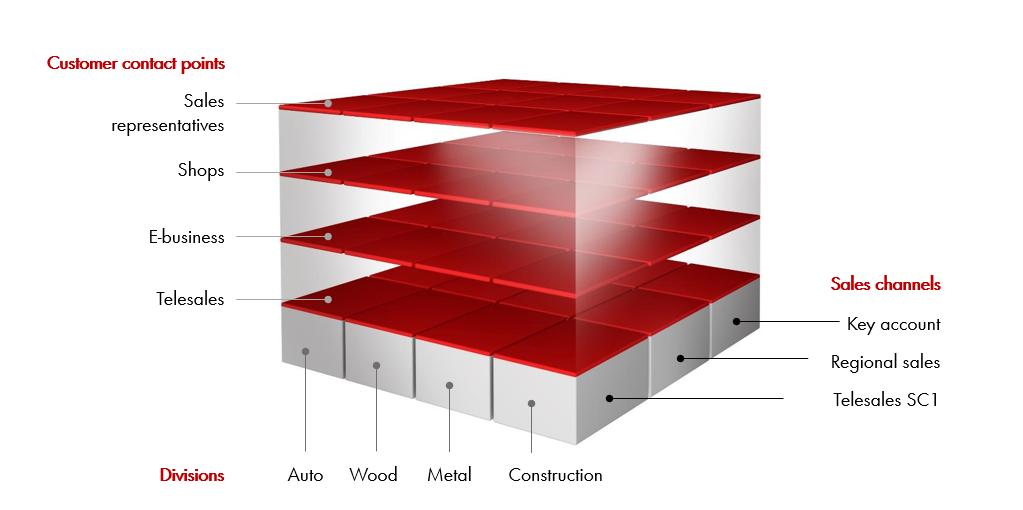 Customer contact points
Sales
representatives
Shops
E-business
Telesales
Sales channels
Key account
Regional sales
Telesales SC1
Divisions
Auto
Wood
Metal
Construction